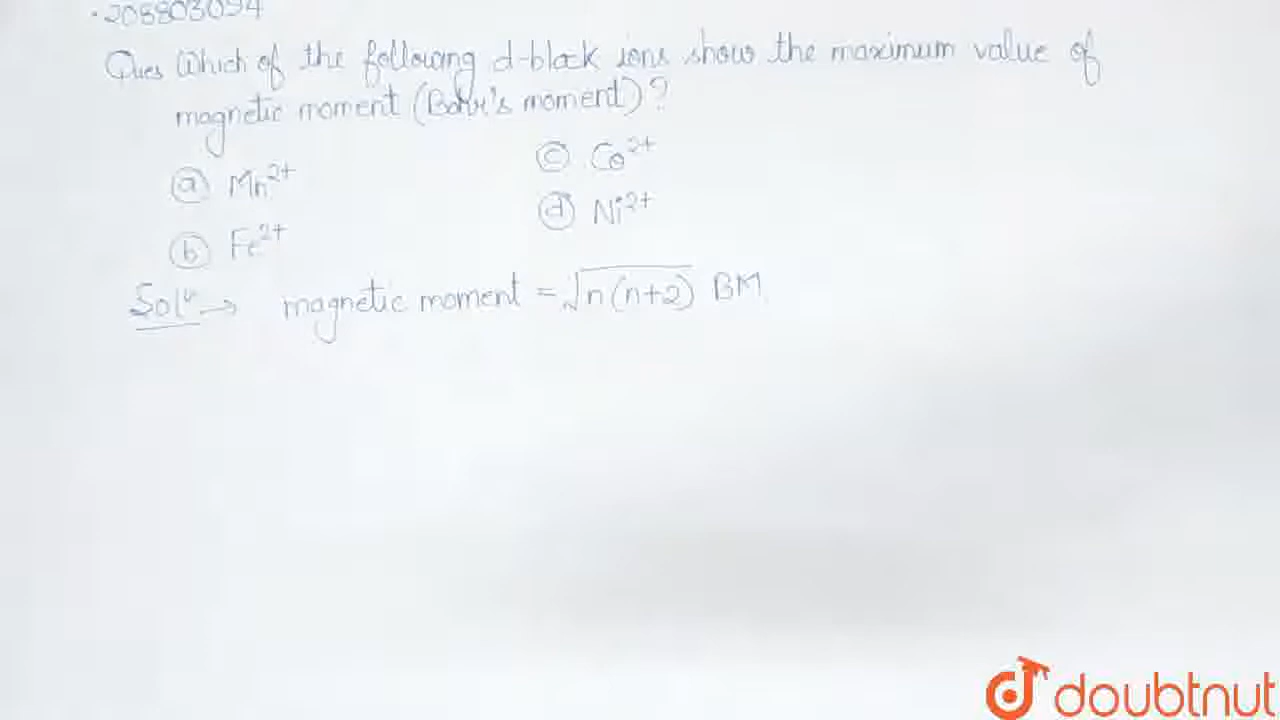 · 208803094
Ques Which of the following d-block ions show the maximum value of
magnetic moment (Bohr's moment)?
(a) Mn²⁺
(c) Co²⁺
(b) Fe²⁺
(d) Ni²⁺
Solⁿ → magnetic moment = √n(n+2) BM
doubtnut